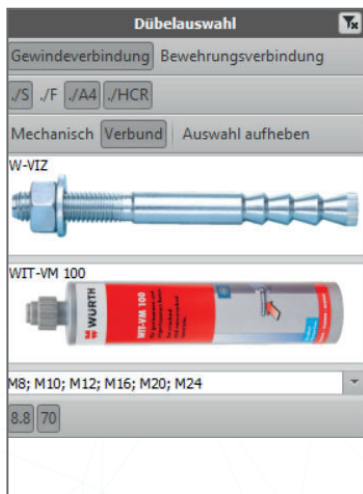 Dübelauswahl
Gewindeverbindung Bewehrungsverbindung
./S ./F ./A4 ./HCR
Mechanisch Verbund Auswahl aufheben
W-VIZ
WIT-VM 100
WÜRTH
WIT-VM 100
M8; M10; M12; M16; M20; M24
8.8 70